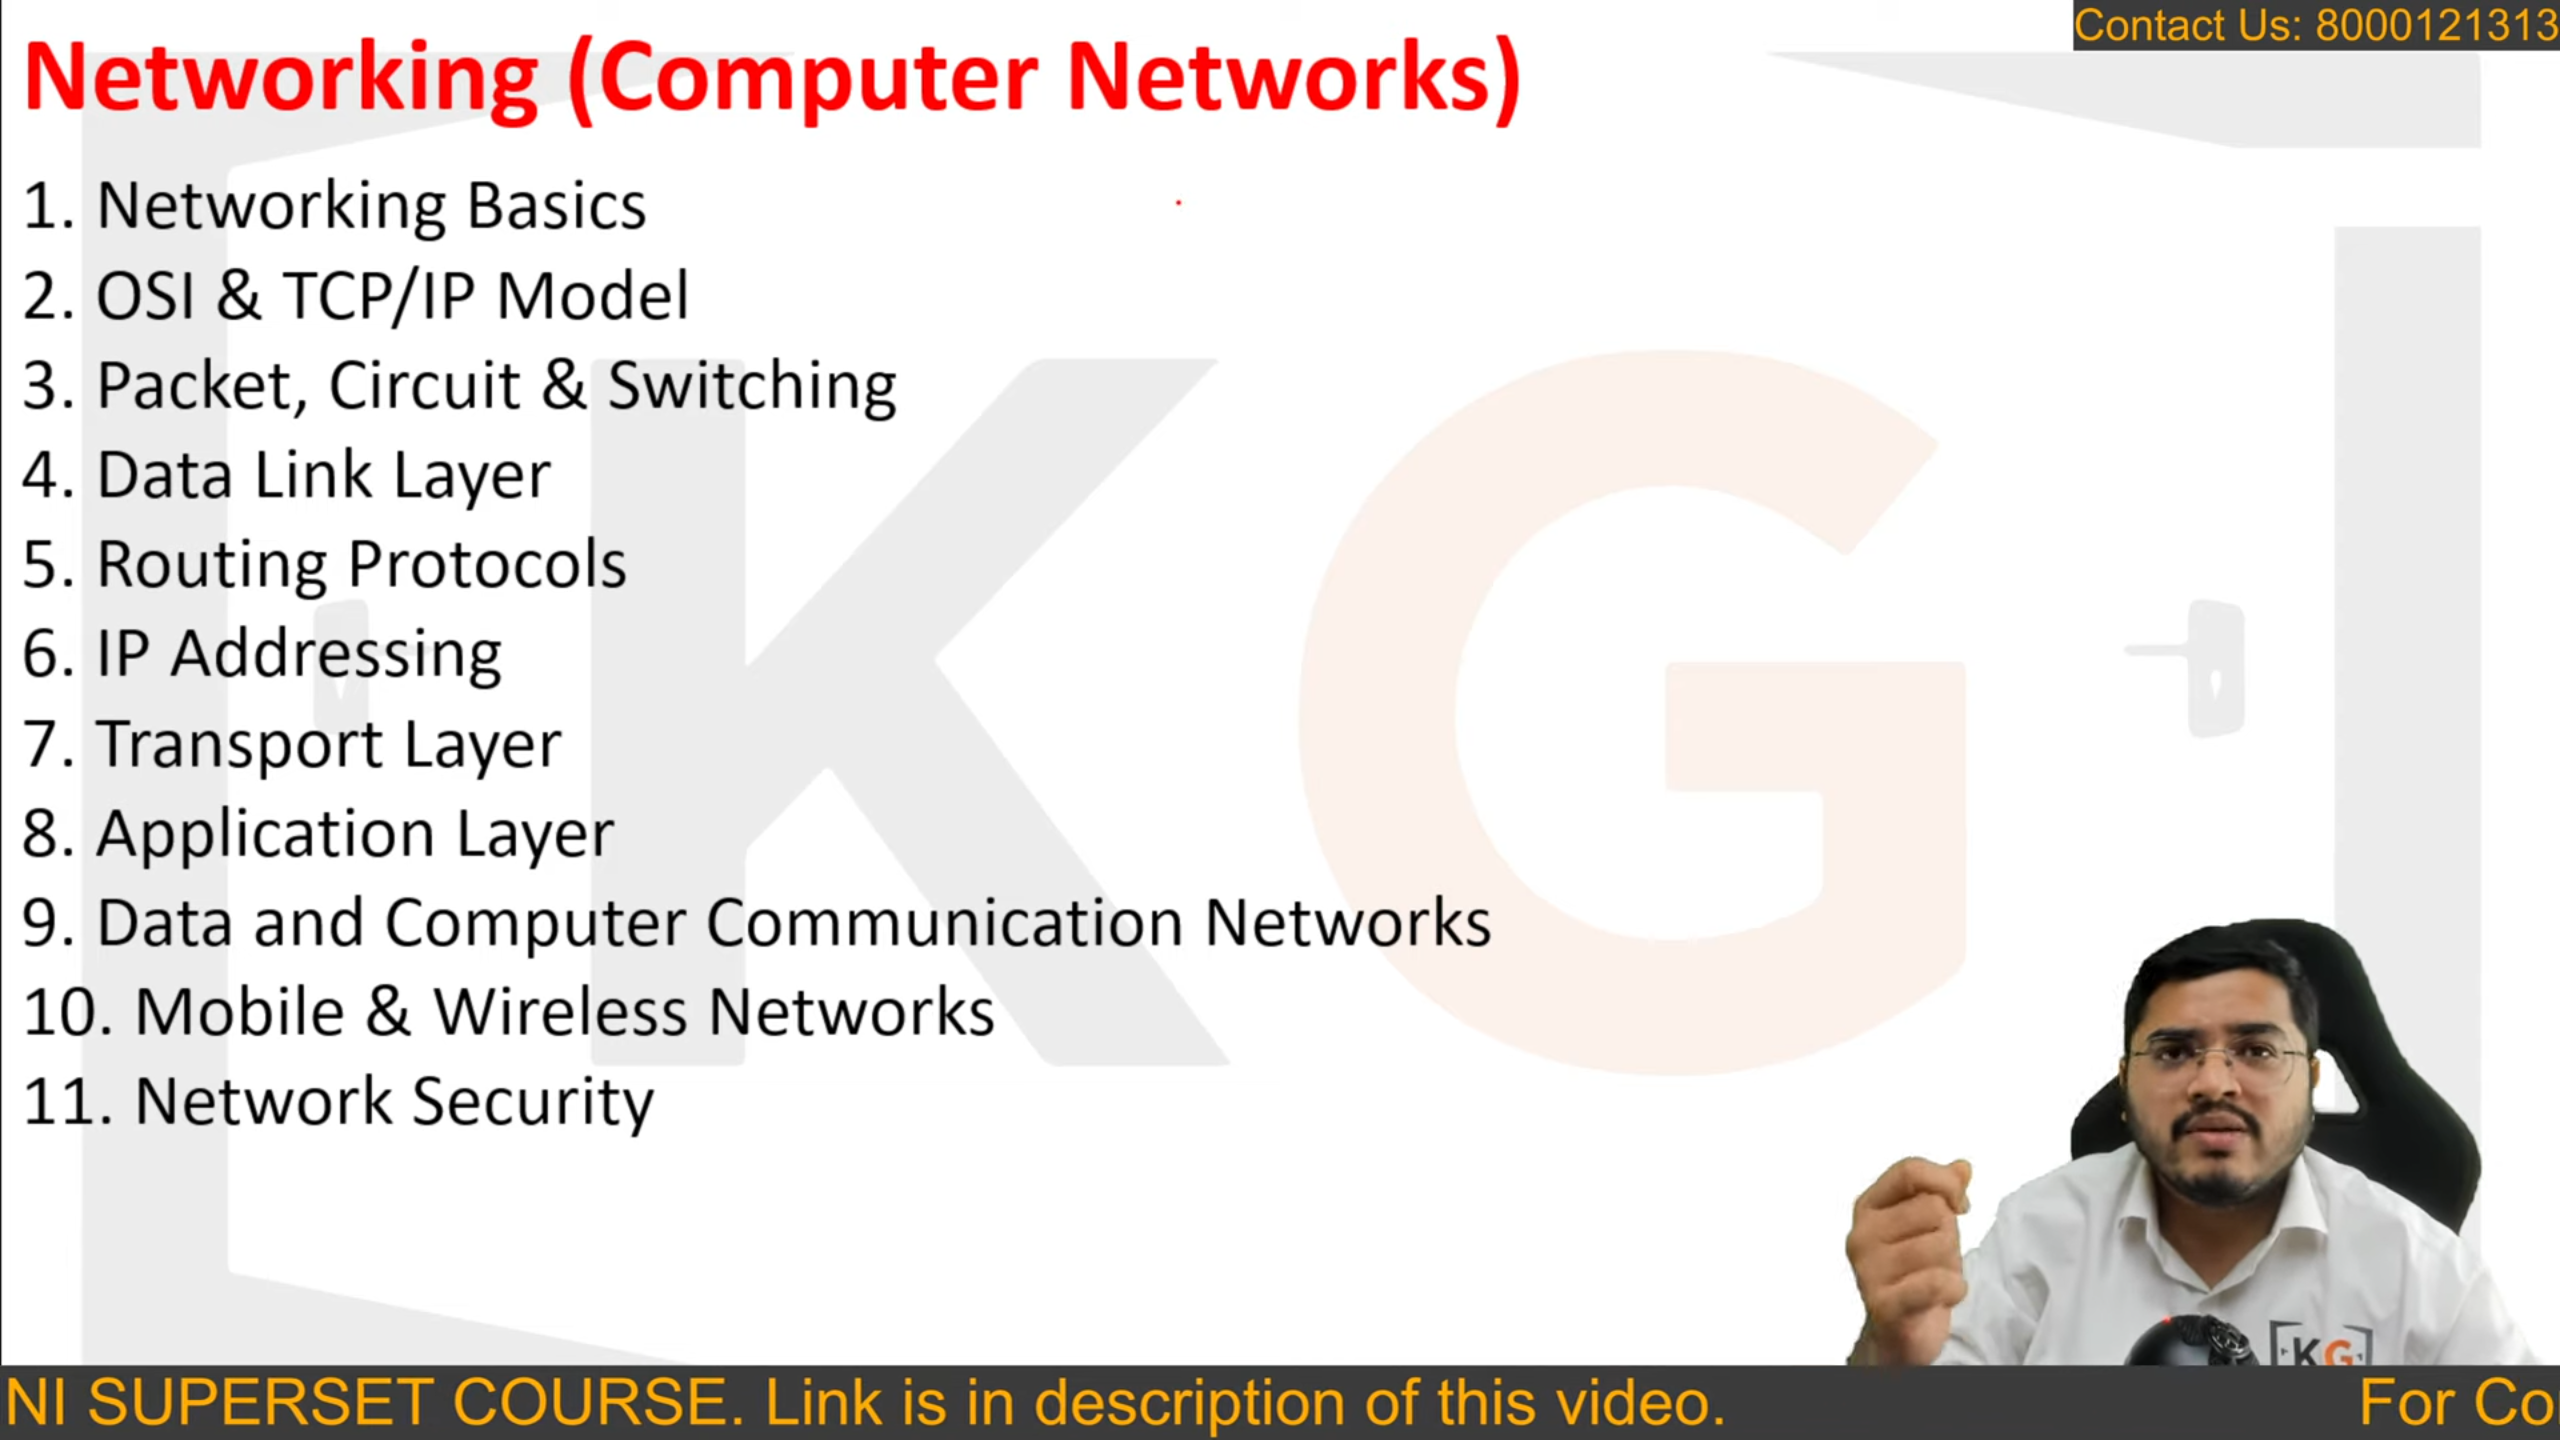 Contact Us: 8000121313
Networking (Computer Networks)
1. Networking Basics
2. OSI & TCP/IP Model
3. Packet, Circuit & Switching
4. Data Link Layer
5. Routing Protocols
6. IP Addressing
7. Transport Layer
8. Application Layer
9. Data and Computer Communication Networks
10. Mobile & Wireless Networks
11. Network Security
KG
KG
NI SUPERSET COURSE. Link is in description of this video. For Co